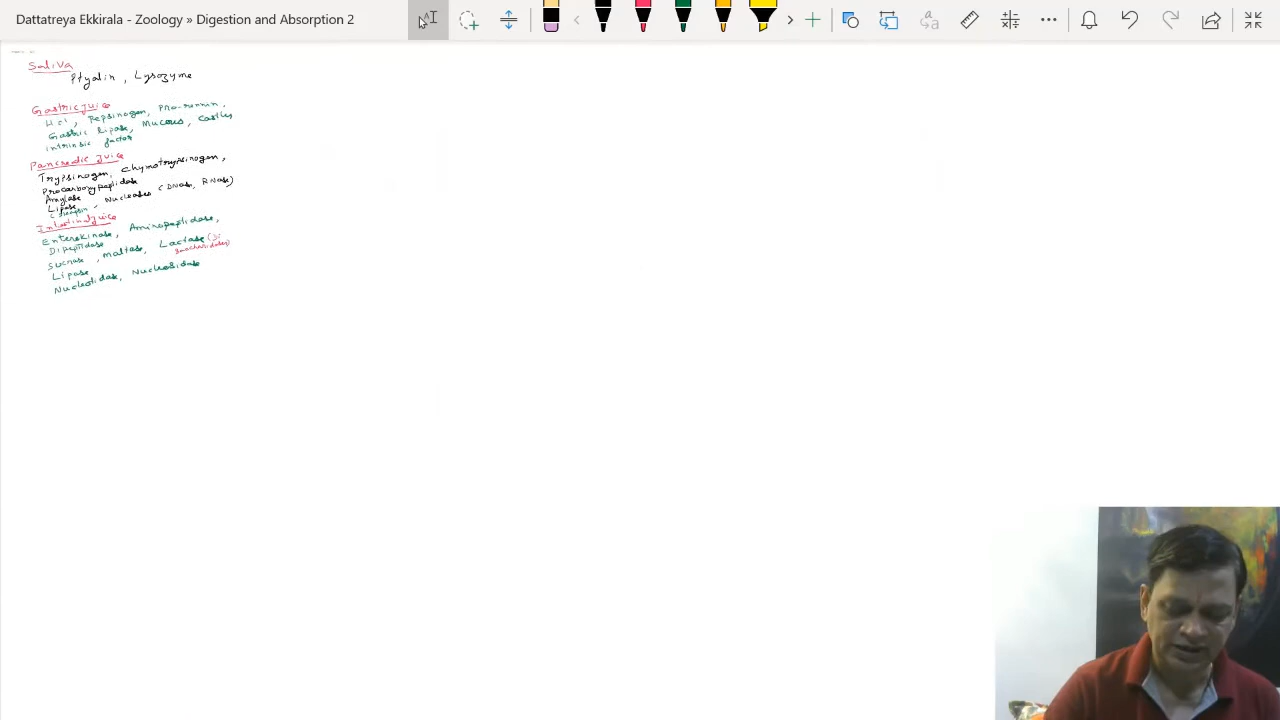 Dattatreya Ekkirala - Zoology » Digestion and Absorption 2
Saliva
Ptyalin, Lysozyme
Gastric juice
Hcl, Pepsinogen, Pro-rennin,
Gastric lipase, Mucous, Castles
intrinsic factor
Pancreatic juice
Trypsinogen, Chymotrypsinogen,
Procarboxypeptidase
Amylase
Lipase, Nucleases (DNase, RNase)
Intestinal juice
Enterokinase, Aminopeptidase,
Dipeptidase
Sucrase, maltase, Lactase (Di
Saccharidases)
Lipase
Nucleotidase, Nucleosidase